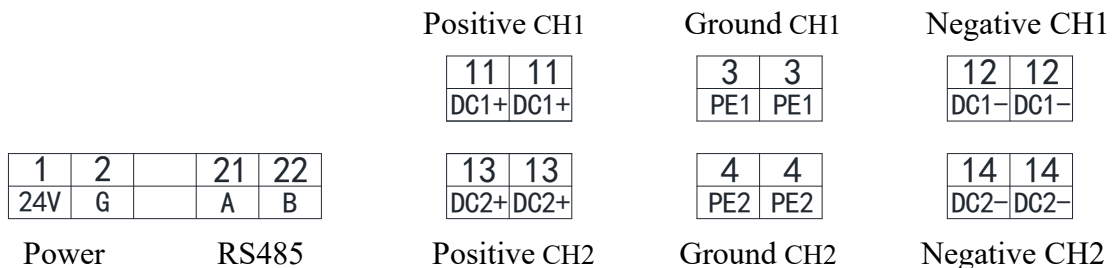 Positive CH1 Ground CH1 Negative CH1
11 11 3 3 12 12
DC1+ DC1+ PE1 PE1 DC1- DC1-
1 2 21 22 13 13 4 4 14 14
24V G A B DC2+ DC2+ PE2 PE2 DC2- DC2-
Power RS485 Positive CH2 Ground CH2 Negative CH2